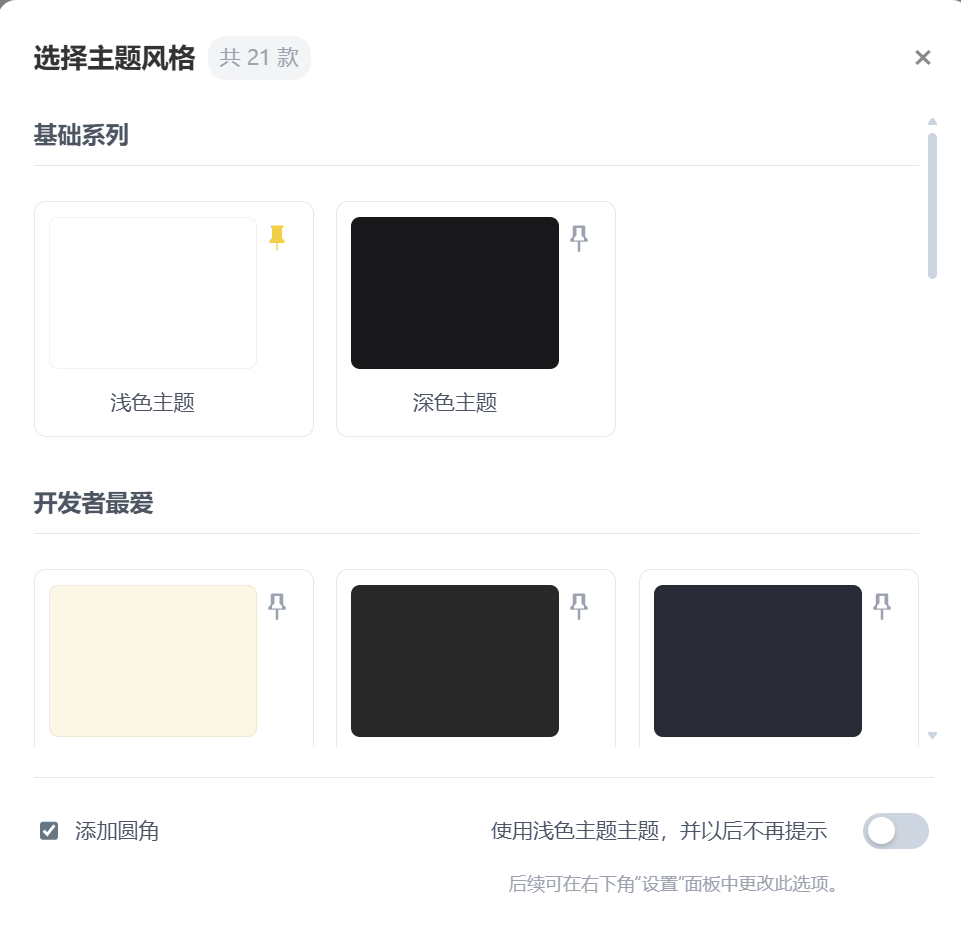 选择主题风格 共 21 款
基础系列
浅色主题 深色主题
开发者最爱
添加圆角 使用浅色主题主题，并以后不再提示
后续可在右下角“设置”面板中更改此选项。